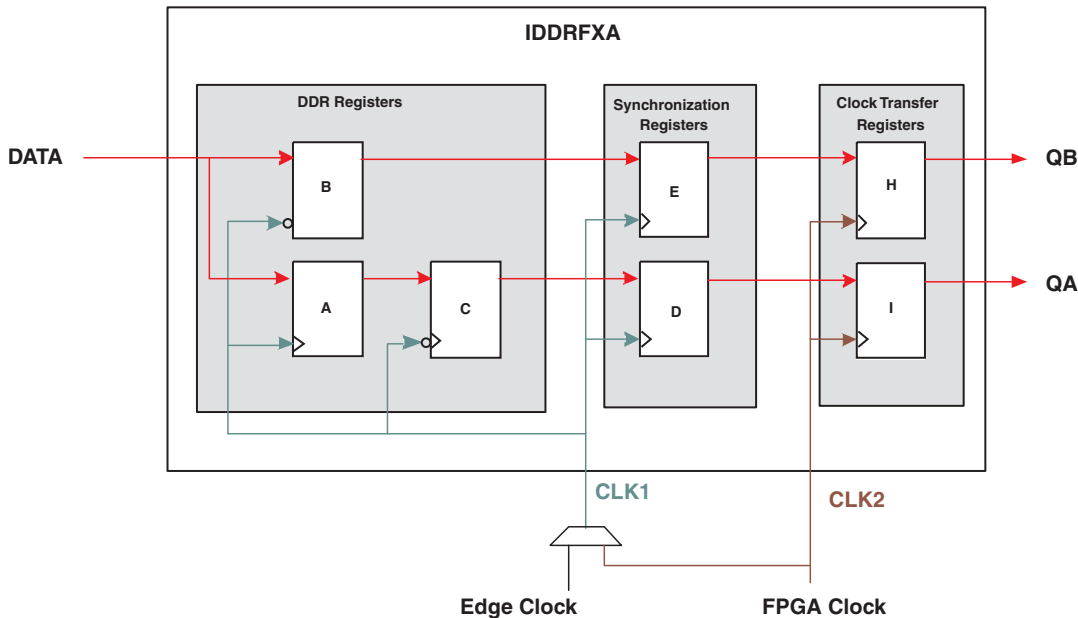 IDDRFXA
DDR Registers
Synchronization
Registers
Clock Transfer
Registers
DATA
B
E
H
QB
A
C
D
I
QA
CLK1
CLK2
Edge Clock
FPGA Clock